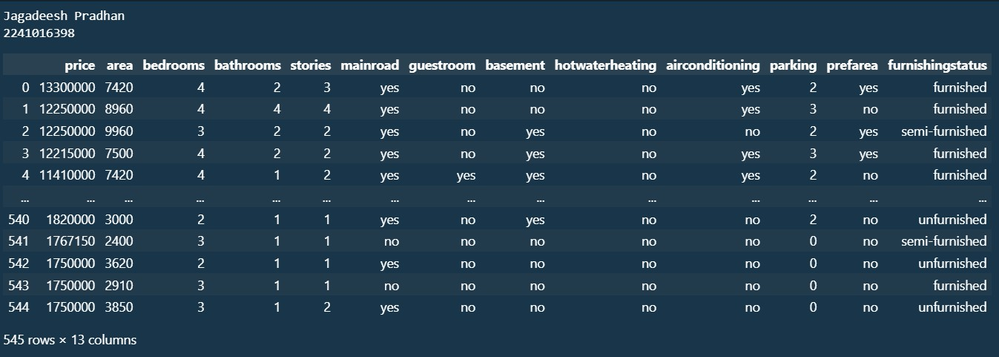 Jagadeesh Pradhan
2241016398
price area bedrooms bathrooms stories mainroad guestroom basement hotwaterheating airconditioning parking prefarea furnishingstatus
0 13300000 7420 4 2 3 yes no no no yes 2 yes furnished
1 12250000 8960 4 4 4 yes no no no yes 3 no furnished
2 12250000 9960 3 2 2 yes no yes no no 2 yes semi-furnished
3 12215000 7500 4 2 2 yes no yes no yes 3 yes furnished
4 11410000 7420 4 1 2 yes yes yes no yes 2 no furnished
... ... ... ... ... ... ... ... ... ... ... ... ... ...
540 1820000 3000 2 1 1 yes no yes no no 2 no unfurnished
541 1767150 2400 3 1 1 no no no no no 0 no semi-furnished
542 1750000 3620 2 1 1 yes no no no no 0 no unfurnished
543 1750000 2910 3 1 1 no no no no no 0 no furnished
544 1750000 3850 3 1 2 yes no no no no 0 no unfurnished
545 rows × 13 columns